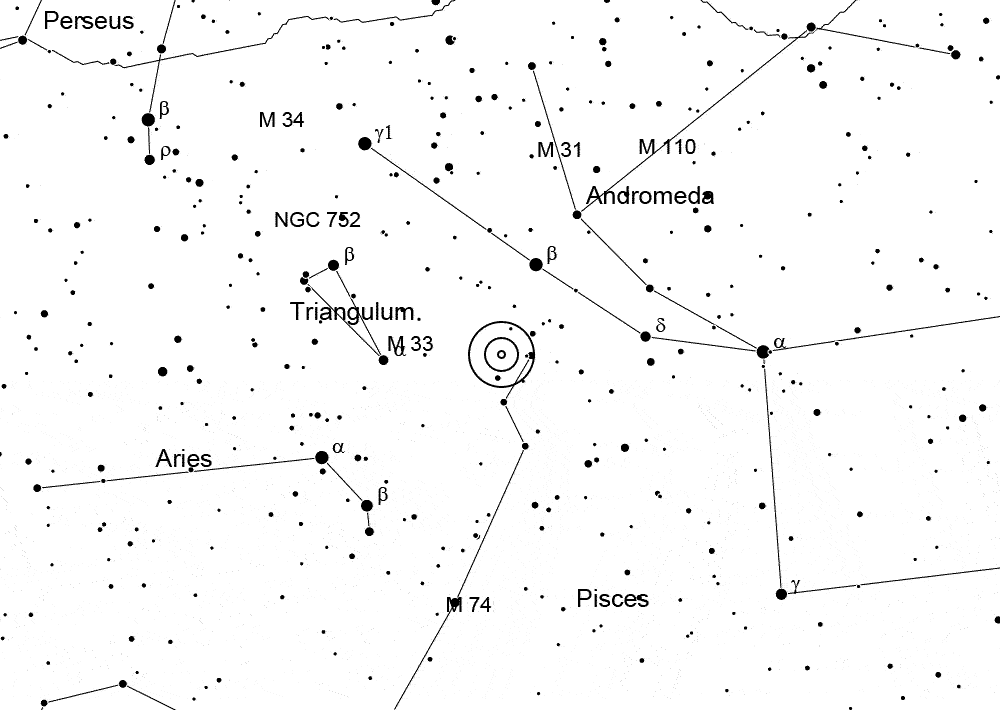 Perseus
β
M 34
γ1
ρ
M 31
M 110
Andromeda
NGC 752
β
β
Triangulum
δ
M 33
α
α
α
Aries
β
γ
M 74
Pisces